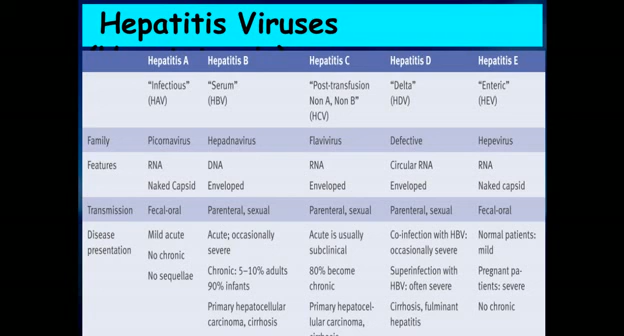 Hepatitis Viruses
Hepatitis A Hepatitis B Hepatitis C Hepatitis D Hepatitis E
“Infectious” “Serum” “Post-transfusion “Delta” “Enteric”
(HAV) (HBV) Non A, Non B” (HDV) (HEV)
(HCV)
Family Picornavirus Hepadnavirus Flavivirus Defective Hepevirus
Features RNA DNA RNA Circular RNA RNA
Naked Capsid Enveloped Enveloped Enveloped Naked capsid
Transmission Fecal-oral Parenteral, sexual Parenteral, sexual Parenteral, sexual Fecal-oral
Disease Mild acute Acute; occasionally Acute is usually Co-infection with HBV: Normal patients:
presentation No chronic severe subclinical occasionally severe mild
No sequellae Chronic: 5–10% adults 80% become Superinfection with Pregnant pa-
90% infants chronic HBV: often severe tients: severe
Primary hepatocellular Primary hepatocel- Cirrhosis, fulminant No chronic
carcinoma, cirrhosis lular carcinoma, hepatitis